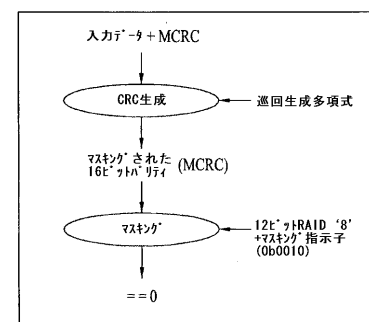 入力ﾃﾞｰﾀ + MCRC
CRC生成
巡回生成多項式
ﾏｽｷﾝｸﾞされた
16ﾋﾞｯﾄﾊﾟﾘﾃｨ (MCRC)
ﾏｽｷﾝｸﾞ
12ﾋﾞｯﾄRAID ‘8’
+ﾏｽｷﾝｸﾞ指示子
(0b0010)
==0